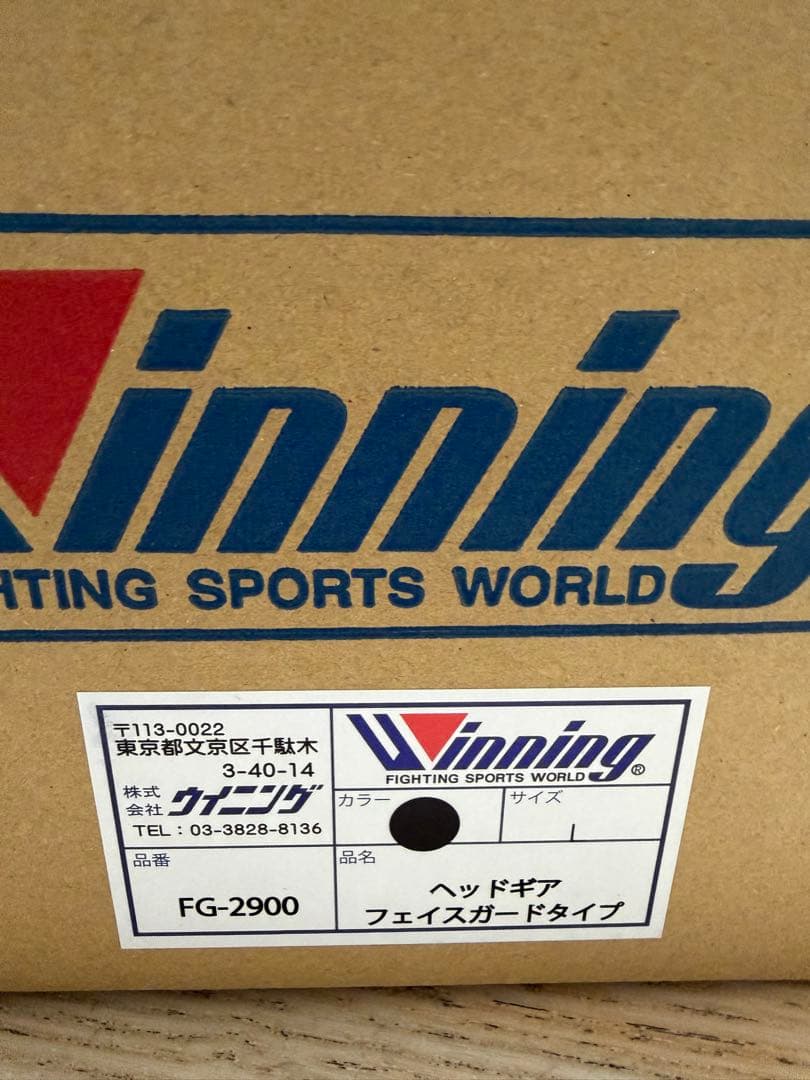 Winning
HTING SPORTS WORLD
〒113-0022
東京都文京区千駄木
3-40-14
株式会社 ウイニング
TEL：03-3828-8136
Winning®
FIGHTING SPORTS WORLD
カラー
サイズ
品番
FG-2900
品名
ヘッドギア
フェイスガードタイプ